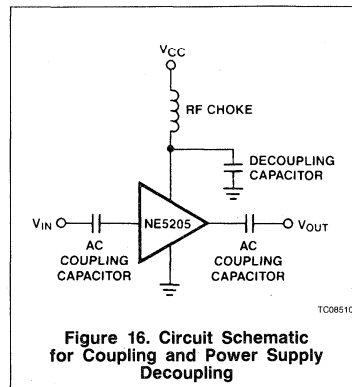 VCC
RF CHOKE
DECOUPLING
CAPACITOR
VIN
NE5205
VOUT
AC
COUPLING
CAPACITOR
AC
COUPLING
CAPACITOR
TC08510
Figure 16. Circuit Schematic
for Coupling and Power Supply
Decoupling